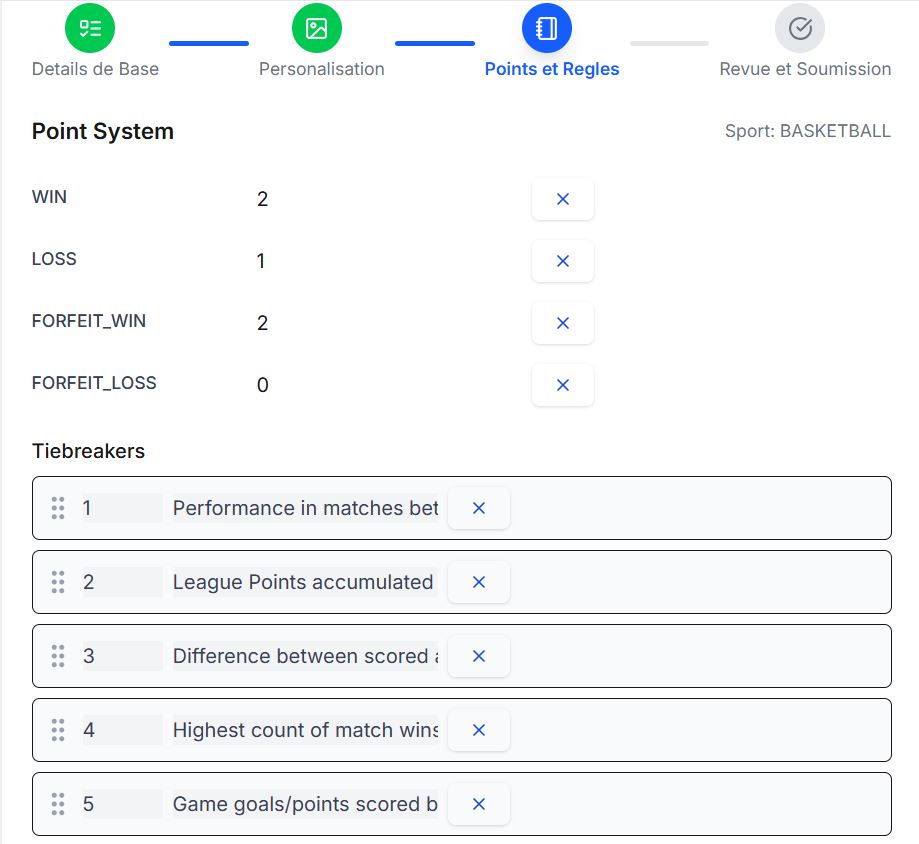 Details de Base
Personalisation
Points et Regles
Revue et Soumission
Point System
Sport: BASKETBALL
WIN 2
LOSS 1
FORFEIT_WIN 2
FORFEIT_LOSS 0
Tiebreakers
1 Performance in matches bet
2 League Points accumulated
3 Difference between scored
4 Highest count of match wins
5 Game goals/points scored b